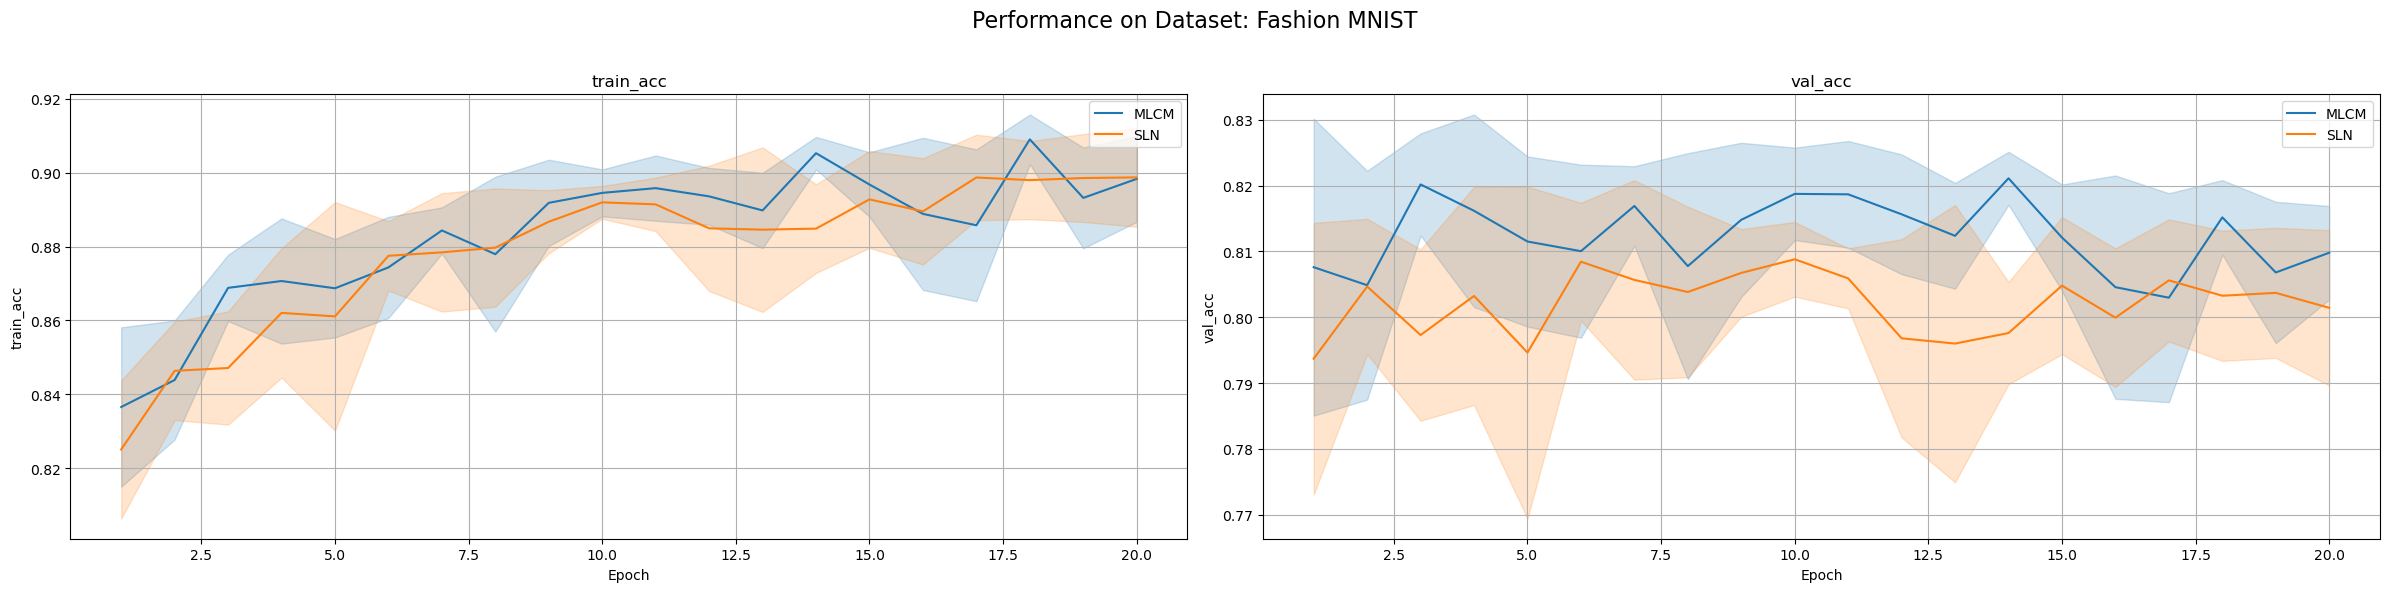 Performance on Dataset: Fashion MNIST
train_acc
0.92
0.90
0.88
0.86
0.84
0.82
train_acc
MLCM
SLN
2.5 5.0 7.5 10.0 12.5 15.0 17.5 20.0
Epoch
val_acc
0.83
0.82
0.81
0.80
0.79
0.78
0.77
val_acc
MLCM
SLN
2.5 5.0 7.5 10.0 12.5 15.0 17.5 20.0
Epoch